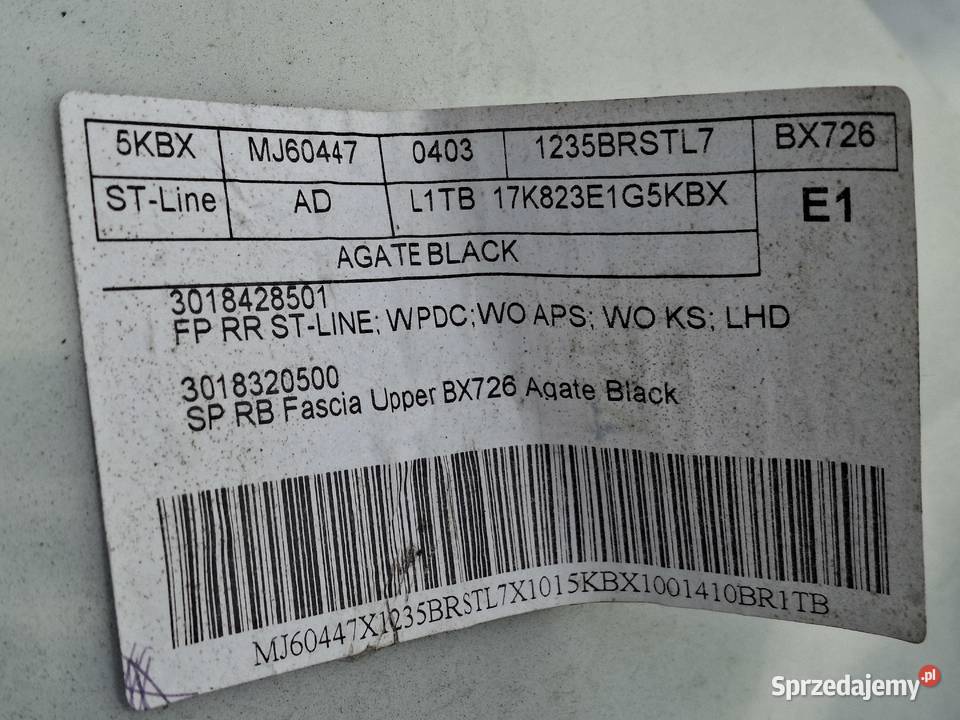 5KBX MJ60447 0403 1235BRSTL7 BX726
ST-Line AD L1TB 17K823E1G5KBX E1
AGATE BLACK
3018428501
FP RR ST-LINE; WPDC;WO APS; WO KS; LHD
3018320500
SP RB Fascia Upper BX726 Agate Black
MJ60447X1235BRSTL7X1015KBX1001410BR1TB
Sprzedajemy.pl